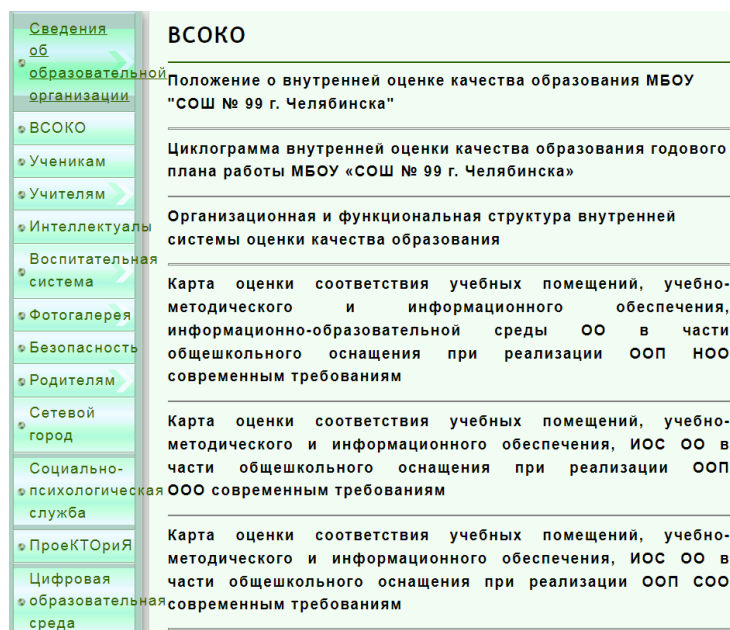 Сведения
об
образовательной
организации
ВСОКО
Ученикам
Учителям
Интеллектуалы
Воспитательная
система
Фотогалерея
Безопасность
Родителям
Сетевой
город
Социально-
психологическая
служба
ПроеКТОриЯ
Цифровая
образовательная
среда
ВСОКО
Положение о внутренней оценке качества образования МБОУ
"СОШ № 99 г. Челябинска"
Циклограмма внутренней оценки качества образования годового
плана работы МБОУ «СОШ № 99 г. Челябинска»
Организационная и функциональная структура внутренней
системы оценки качества образования
Карта оценки соответствия учебных помещений, учебно-
методического и информационного обеспечения,
информационно-образовательной среды ОО в части
общешкольного оснащения при реализации ООП НОО
современным требованиям
Карта оценки соответствия учебных помещений, учебно-
методического и информационного обеспечения, ИОС ОО в
части общешкольного оснащения при реализации ООП
ООО современным требованиям
Карта оценки соответствия учебных помещений, учебно-
методического и информационного обеспечения, ИОС ОО в
части общешкольного оснащения при реализации ООП СОО
современным требованиям